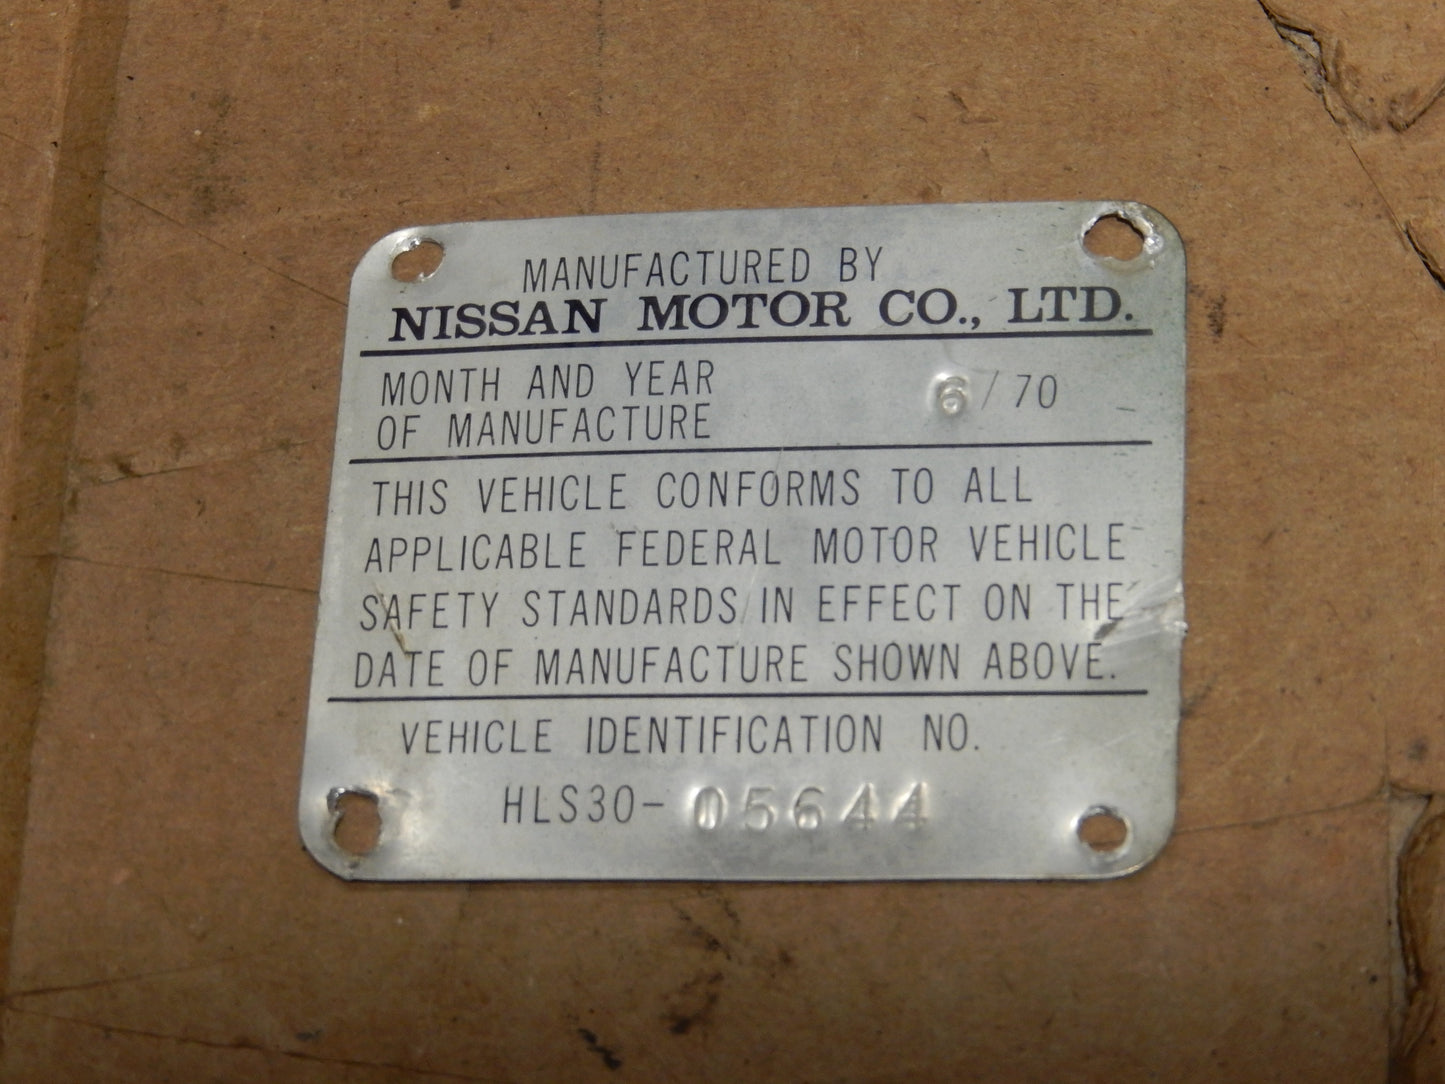 MANUFACTURED BY
NISSAN MOTOR CO., LTD.
MONTH AND YEAR
OF MANUFACTURE 6/70
THIS VEHICLE CONFORMS TO ALL
APPLICABLE FEDERAL MOTOR VEHICLE
SAFETY STANDARDS IN EFFECT ON THE
DATE OF MANUFACTURE SHOWN ABOVE.
VEHICLE IDENTIFICATION NO.
HLS30-05644